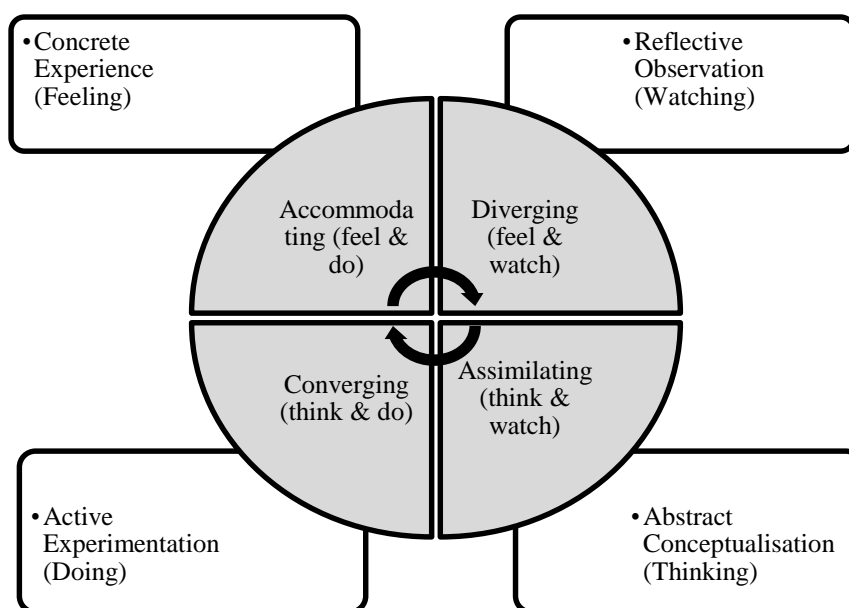 •Concrete
Experience
(Feeling)
•Reflective
Observation
(Watching)
Accommoda
ting (feel &
do)
Diverging
(feel &
watch)
Converging
(think & do)
Assimilating
(think &
watch)
•Active
Experimentation
(Doing)
•Abstract
Conceptualisation
(Thinking)